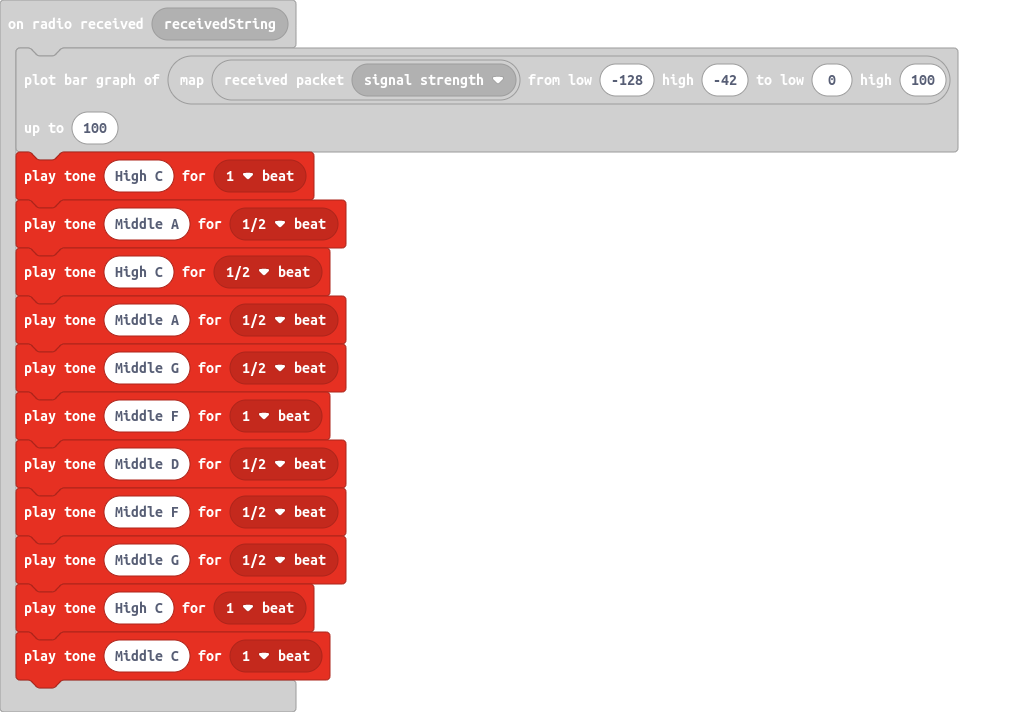 on radio received receivedString
plot bar graph of map received packet signal strength from low -128 high -42 to low 0 high 100
up to 100
play tone High C for 1 beat
play tone Middle A for 1/2 beat
play tone High C for 1/2 beat
play tone Middle A for 1/2 beat
play tone Middle G for 1/2 beat
play tone Middle F for 1 beat
play tone Middle D for 1/2 beat
play tone Middle F for 1/2 beat
play tone Middle G for 1/2 beat
play tone High C for 1 beat
play tone Middle C for 1 beat